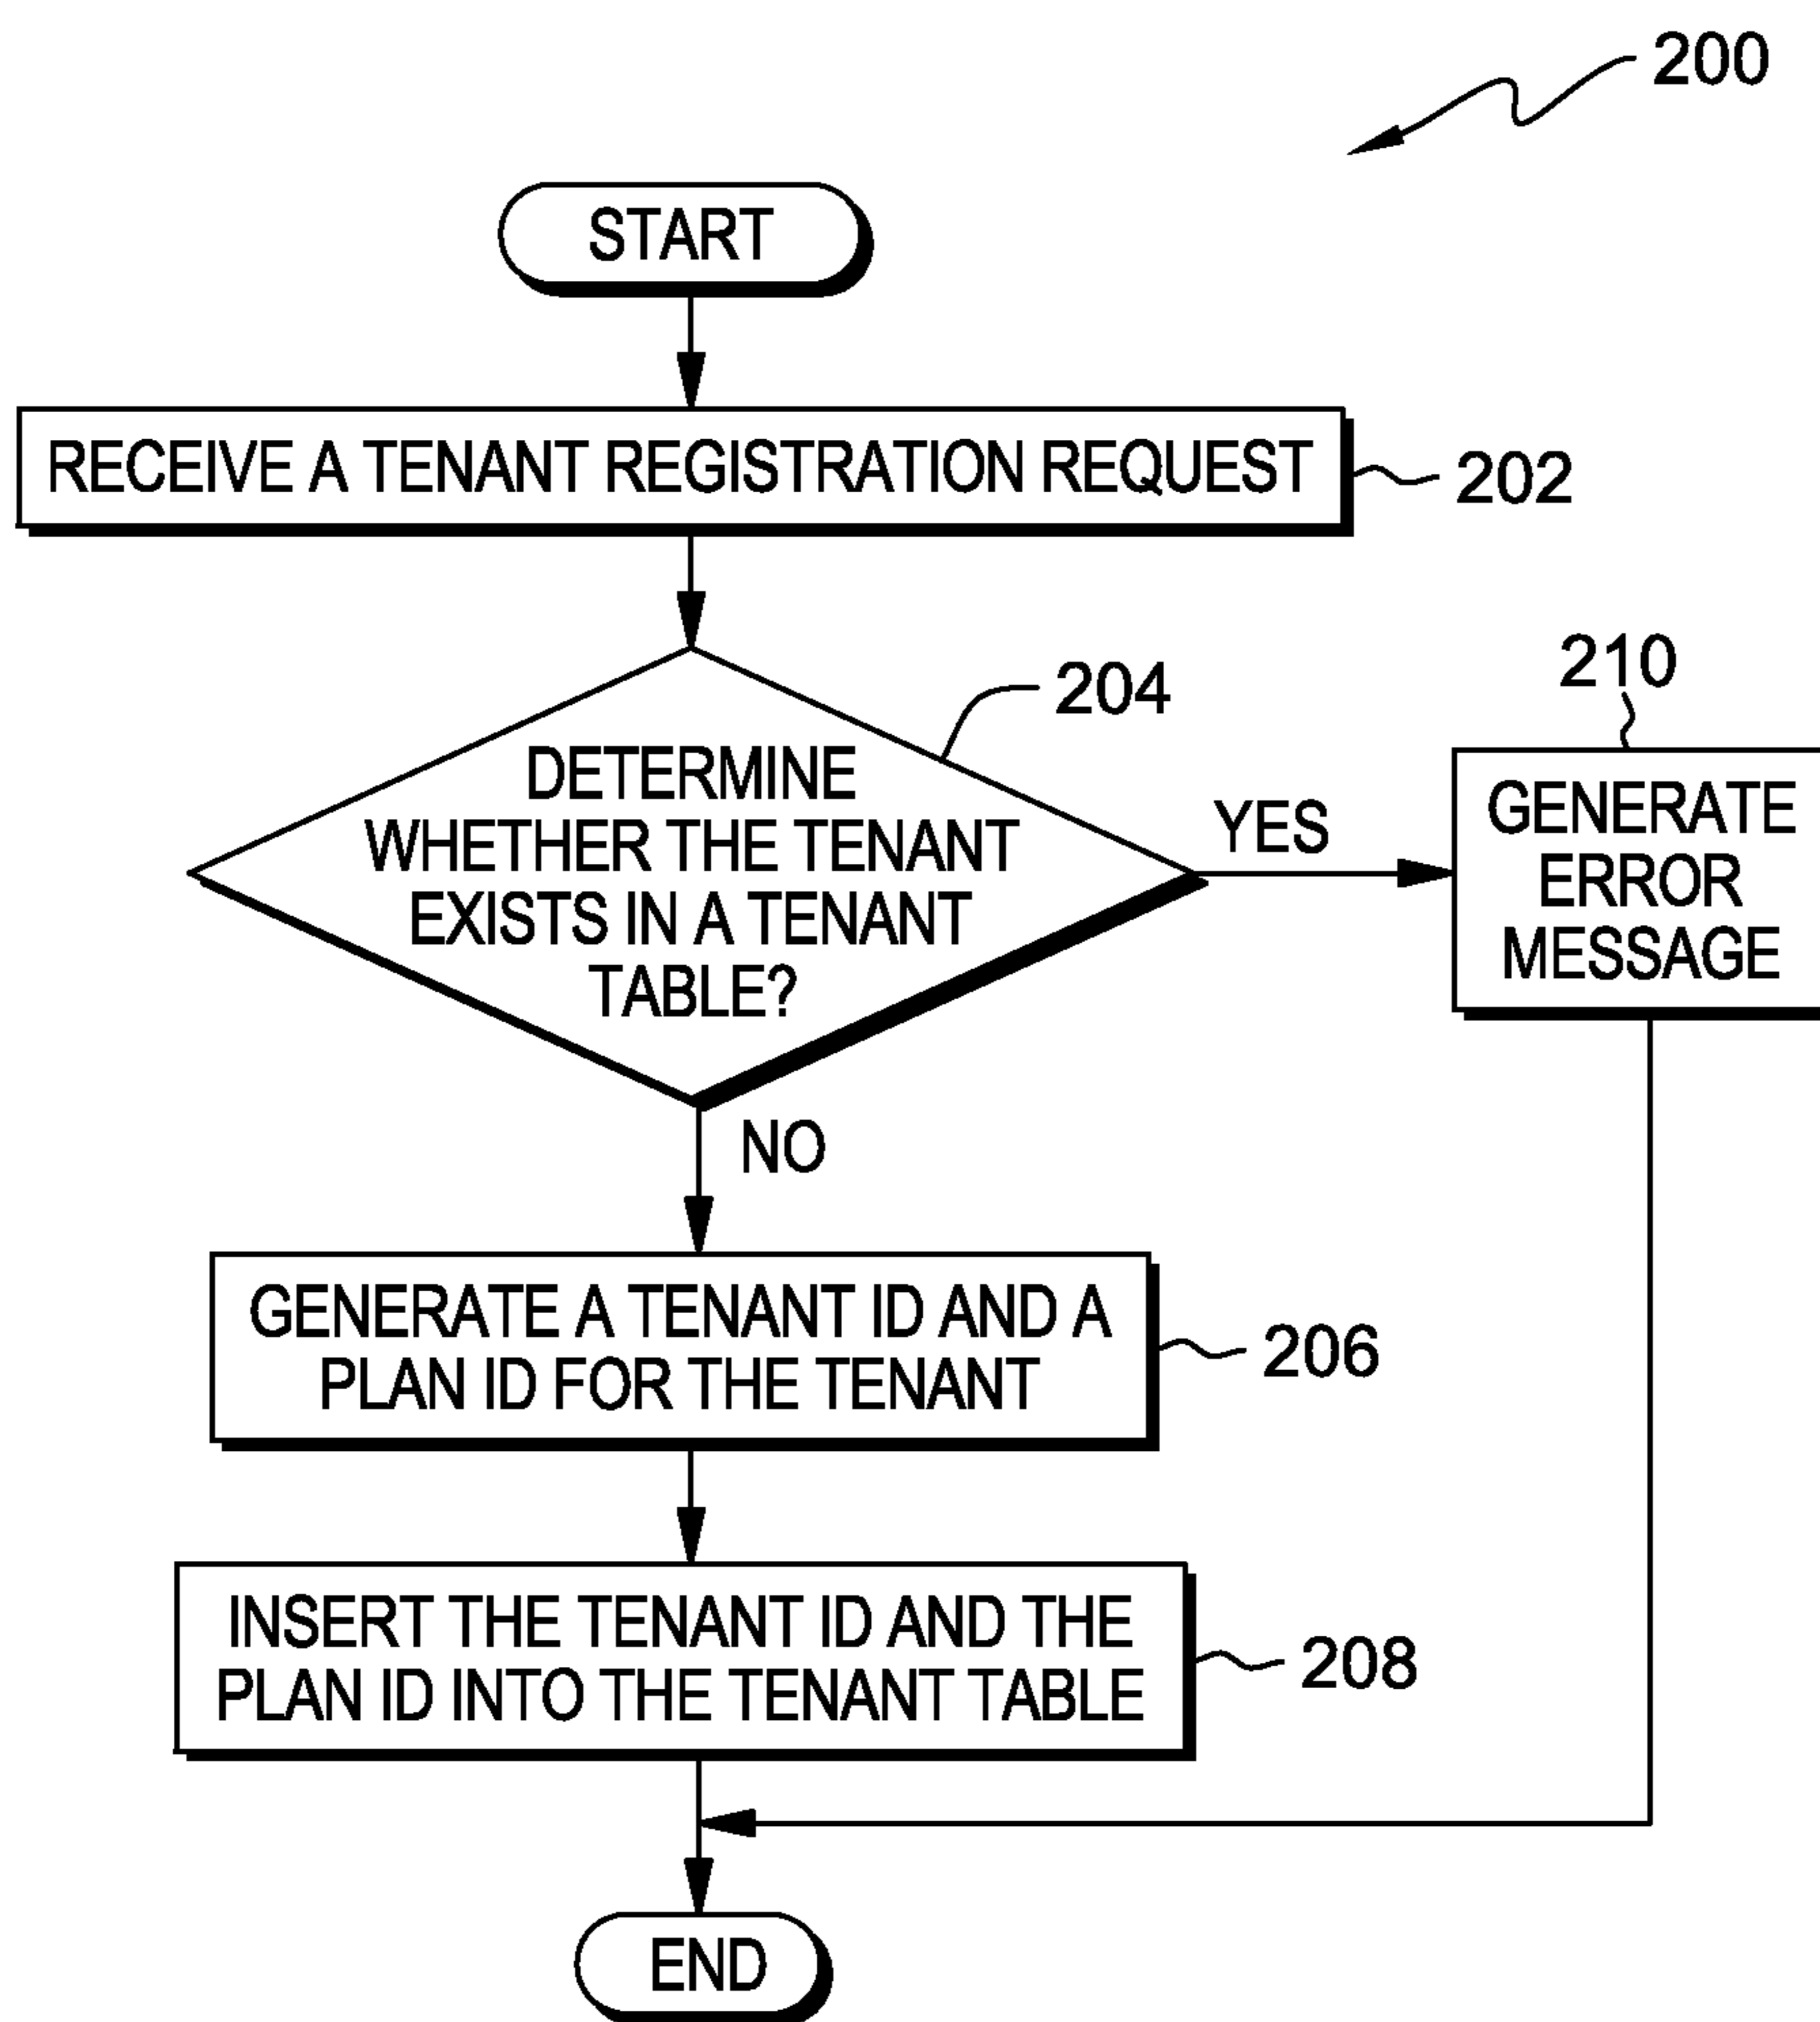 200
START
RECEIVE A TENANT REGISTRATION REQUEST
202
204
DETERMINE
WHETHER THE TENANT
EXISTS IN A TENANT
TABLE?
YES
210
GENERATE
ERROR
MESSAGE
NO
GENERATE A TENANT ID AND A
PLAN ID FOR THE TENANT
206
INSERT THE TENANT ID AND THE
PLAN ID INTO THE TENANT TABLE
208
END